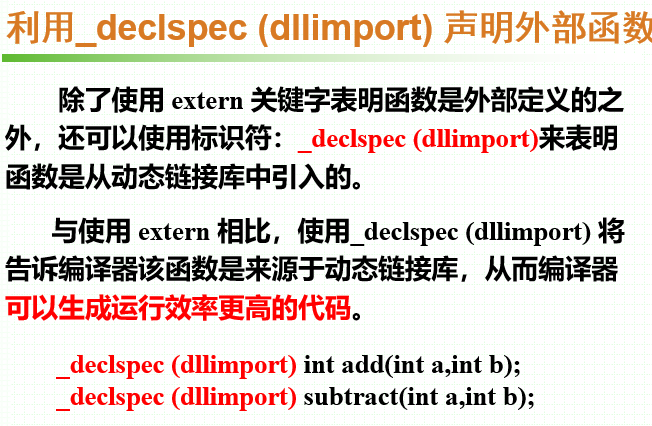 利用_declspec (dllimport) 声明外部函数
除了使用 extern 关键字表明函数是外部定义的之
外，还可以使用标识符：_declspec (dllimport)来表明
函数是从动态链接库中引入的。
与使用 extern 相比，使用_declspec (dllimport) 将
告诉编译器该函数是来源于动态链接库，从而编译器
可以生成运行效率更高的代码。
_declspec (dllimport) int add(int a,int b);
_declspec (dllimport) subtract(int a,int b);